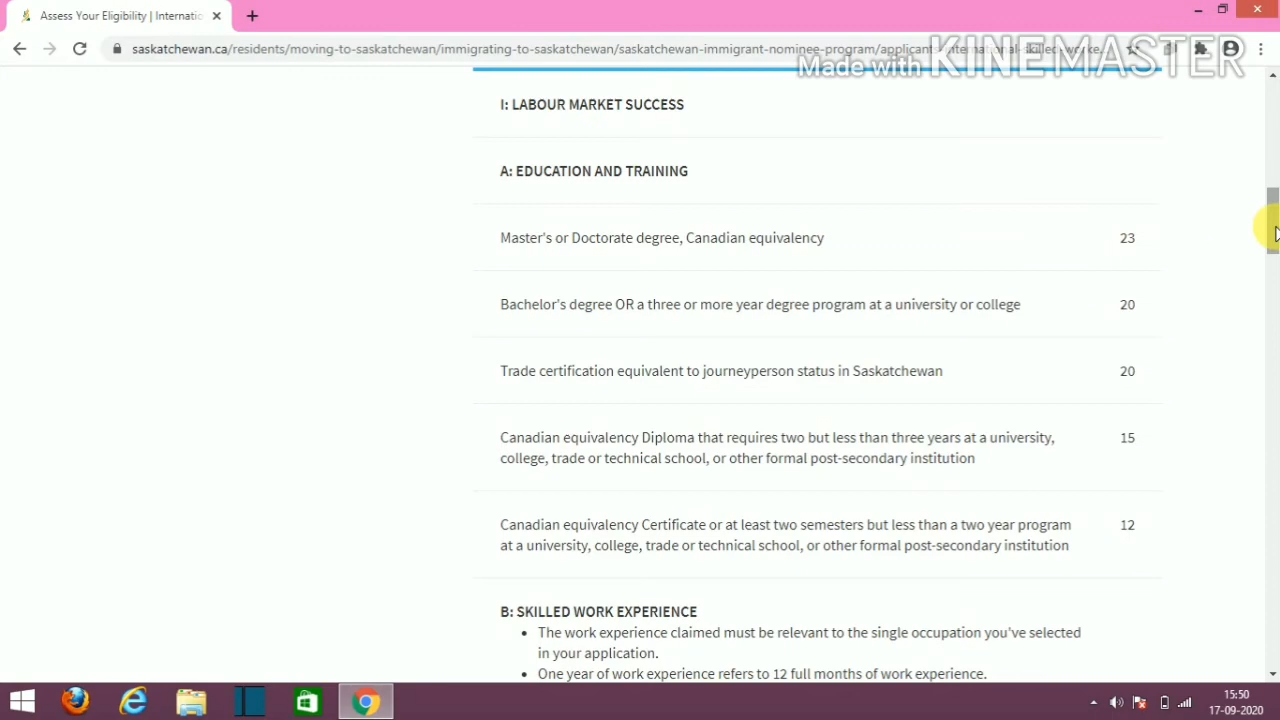 Assess Your Eligibility | Internatio
saskatchewan.ca/residents/moving-to-saskatchewan/immigrating-to-saskatchewan/saskatchewan-immigrant-nominee-program/applicants-international-skilled-worke...
Made with KINEMASTER
I: LABOUR MARKET SUCCESS
A: EDUCATION AND TRAINING
Master's or Doctorate degree, Canadian equivalency 23
Bachelor's degree OR a three or more year degree program at a university or college 20
Trade certification equivalent to journeyperson status in Saskatchewan 20
Canadian equivalency Diploma that requires two but less than three years at a university, 15
college, trade or technical school, or other formal post-secondary institution
Canadian equivalency Certificate or at least two semesters but less than a two year program 12
at a university, college, trade or technical school, or other formal post-secondary institution
B: SKILLED WORK EXPERIENCE
• The work experience claimed must be relevant to the single occupation you've selected
in your application.
• One year of work experience refers to 12 full months of work experience.
15:50
17-09-2020